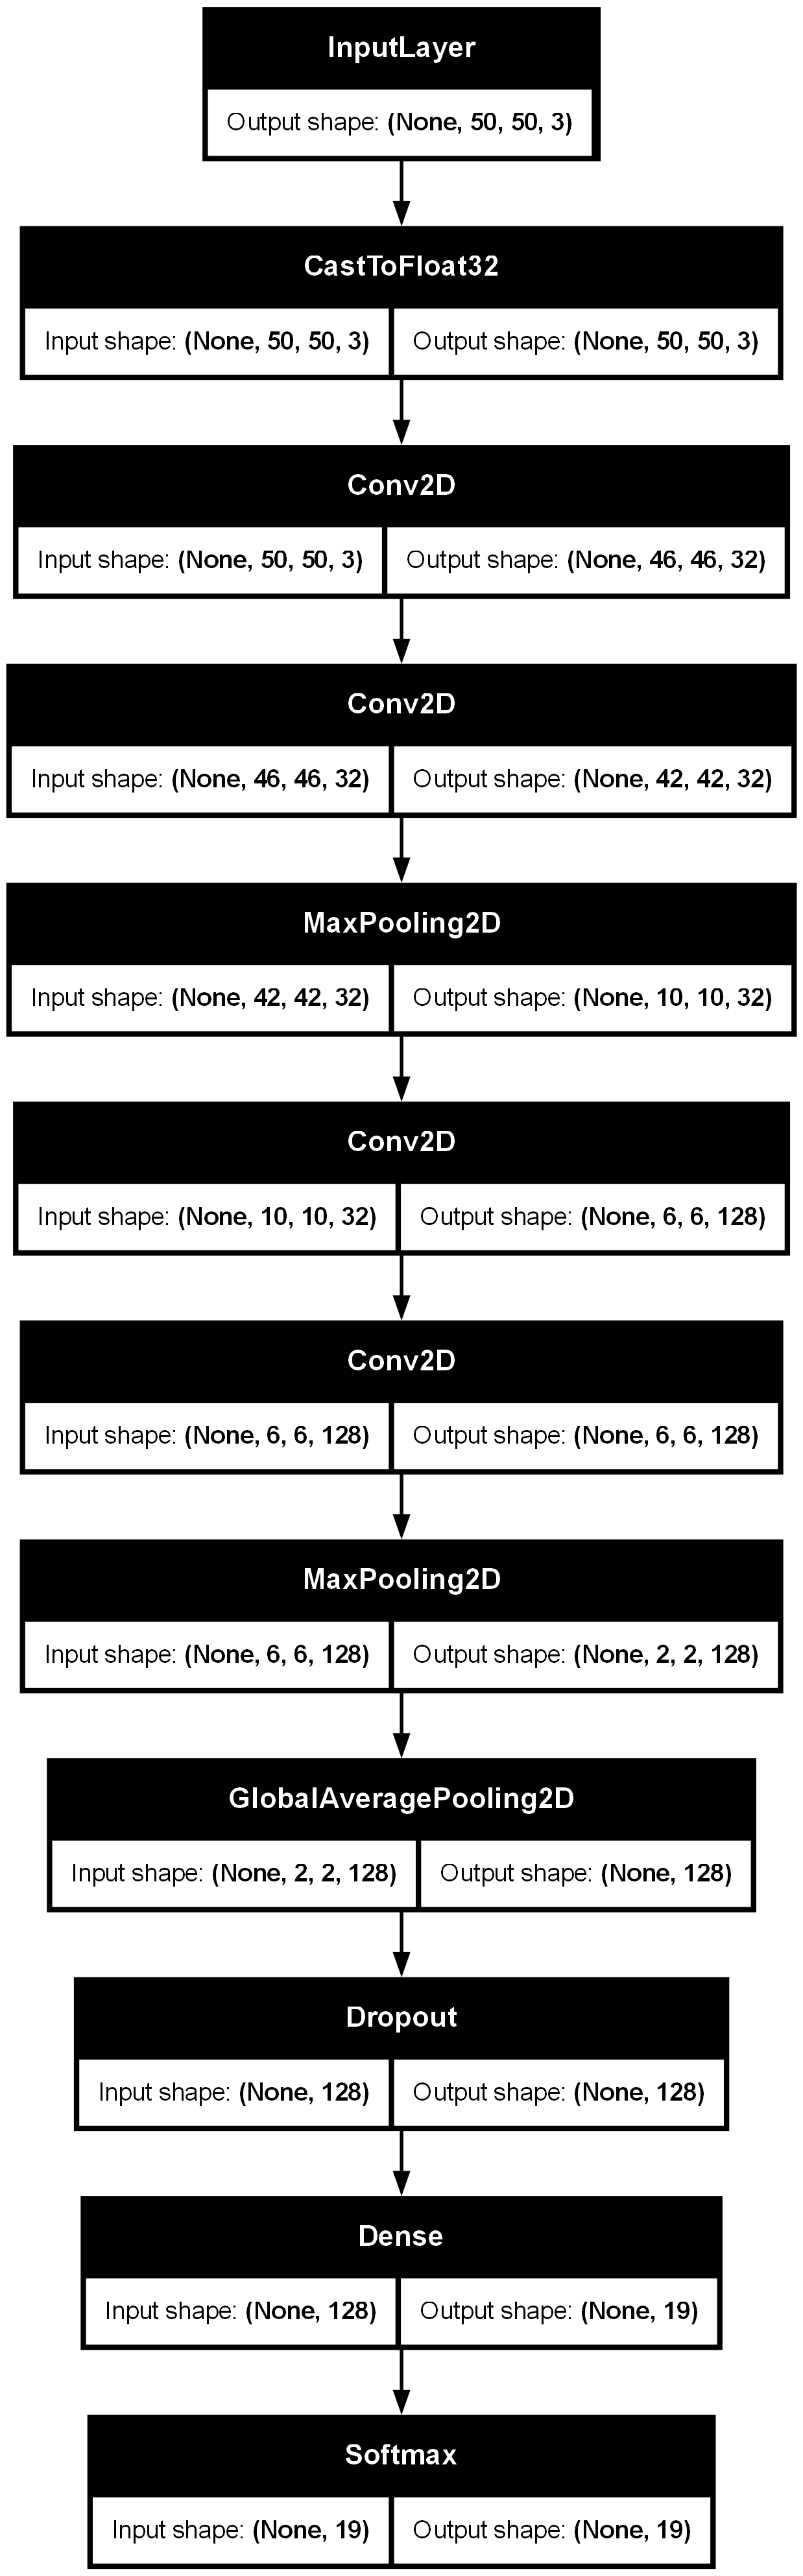 InputLayer
Output shape: (None, 50, 50, 3)
CastToFloat32
Input shape: (None, 50, 50, 3) Output shape: (None, 50, 50, 3)
Conv2D
Input shape: (None, 50, 50, 3) Output shape: (None, 46, 46, 32)
Conv2D
Input shape: (None, 46, 46, 32) Output shape: (None, 42, 42, 32)
MaxPooling2D
Input shape: (None, 42, 42, 32) Output shape: (None, 10, 10, 32)
Conv2D
Input shape: (None, 10, 10, 32) Output shape: (None, 6, 6, 128)
Conv2D
Input shape: (None, 6, 6, 128) Output shape: (None, 6, 6, 128)
MaxPooling2D
Input shape: (None, 6, 6, 128) Output shape: (None, 2, 2, 128)
GlobalAveragePooling2D
Input shape: (None, 2, 2, 128) Output shape: (None, 128)
Dropout
Input shape: (None, 128) Output shape: (None, 128)
Dense
Input shape: (None, 128) Output shape: (None, 19)
Softmax
Input shape: (None, 19) Output shape: (None, 19)